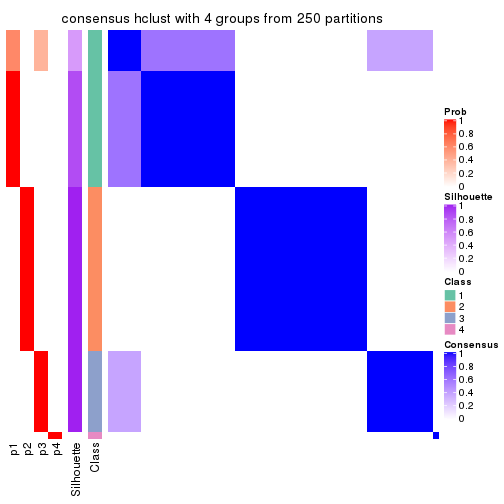 consensus hclust with 4 groups from 250 partitions
Prob
1
0.8
0.6
0.4
0.2
0
Silhouette
1
0.8
0.6
0.4
0.2
0
Class
1
2
3
4
Consensus
1
0.8
0.6
0.4
0.2
0
p1
p2
p3
p4
Silhouette
Class